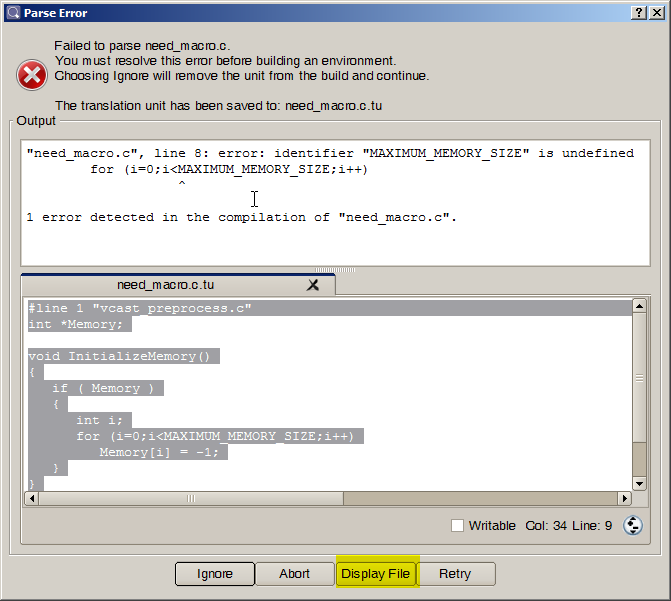 Parse Error
Failed to parse need_macro.c.
You must resolve this error before building an environment.
Choosing Ignore will remove the unit from the build and continue.
The translation unit has been saved to: need_macro.c.tu
Output
"need_macro.c", line 8: error: identifier "MAXIMUM_MEMORY_SIZE" is undefined
for (i=0;i<MAXIMUM_MEMORY_SIZE;i++)
^
1 error detected in the compilation of "need_macro.c".
need_macro.c.tu
#line 1 "vcast_preprocess.c"
int *Memory;
void InitializeMemory()
{
if ( Memory )
{
int i;
for (i=0;i<MAXIMUM_MEMORY_SIZE;i++)
Memory[i] = -1;
}
}
Writable Col: 34 Line: 9
Ignore Abort Display File Retry